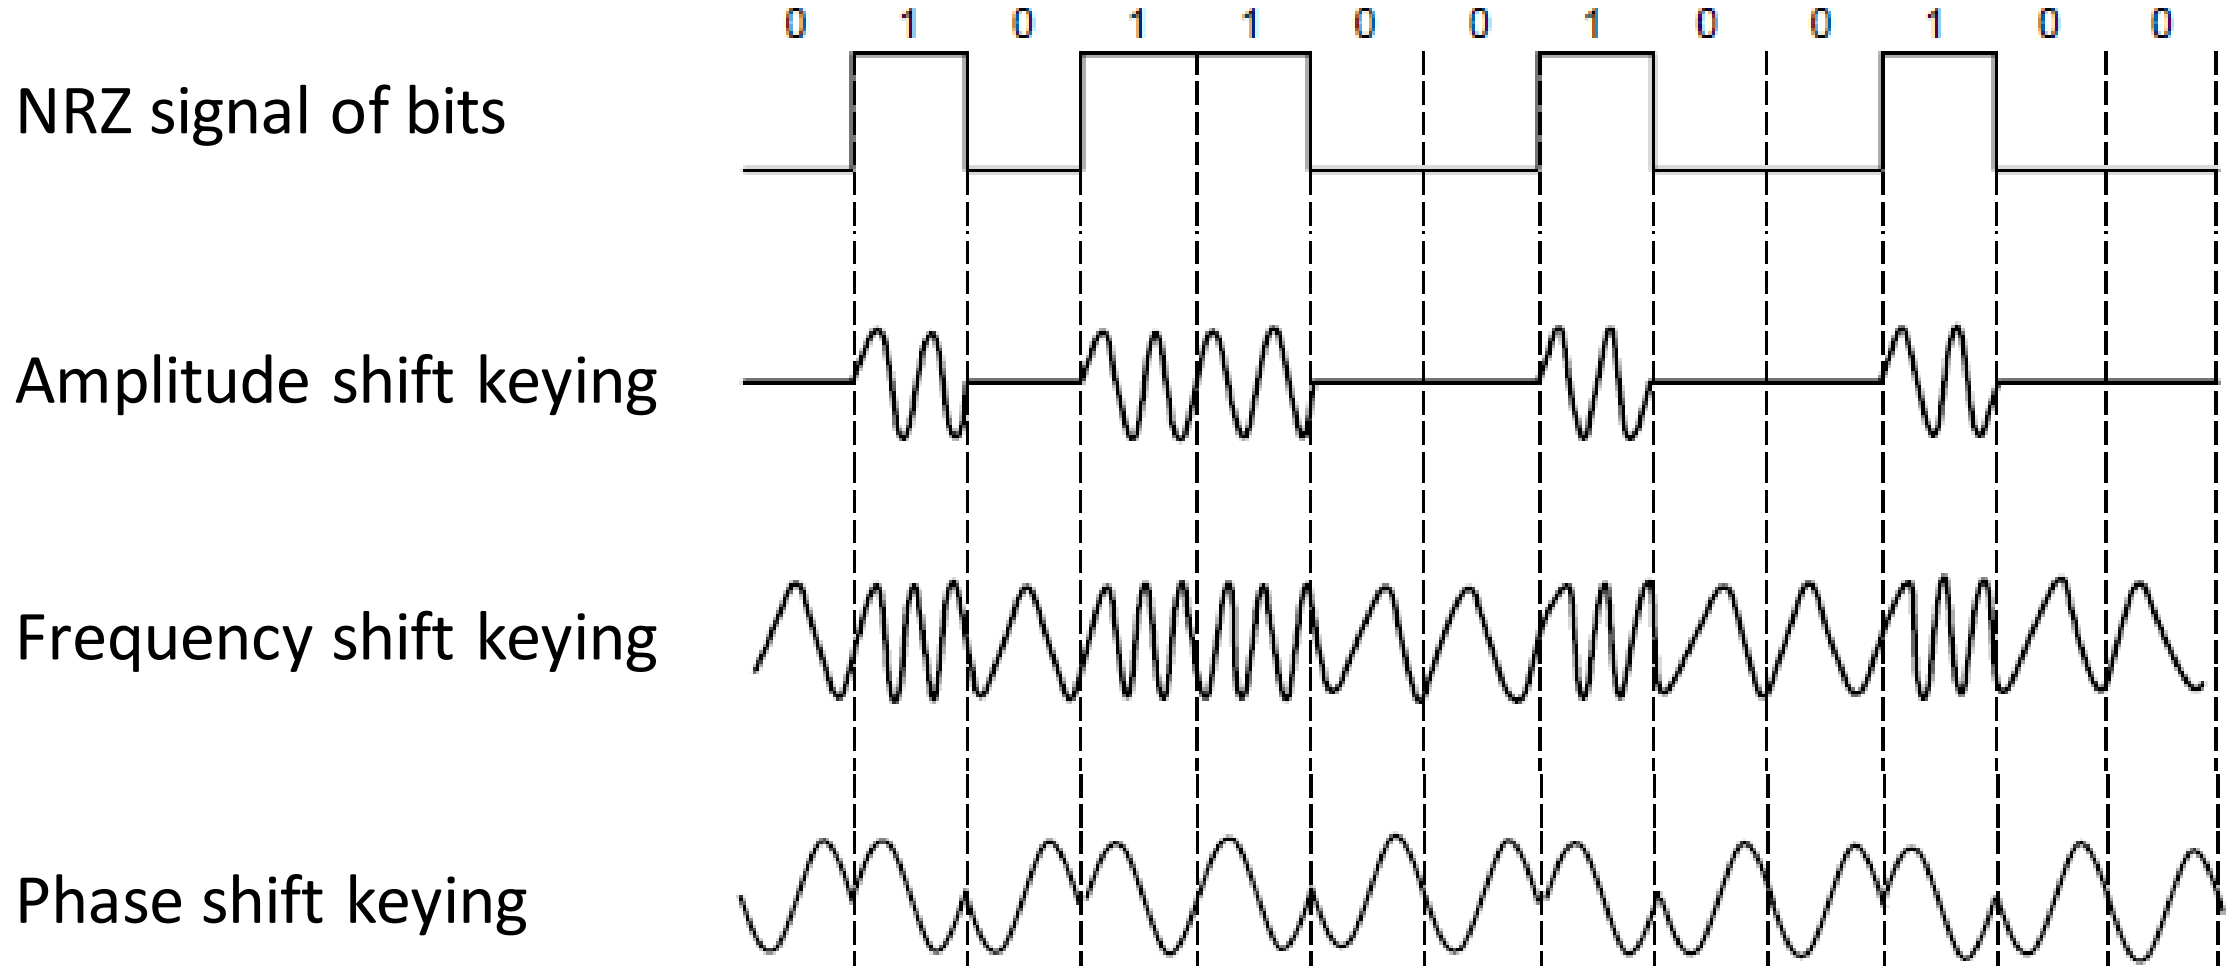 0 1 0 1 1 0 0 1 0 0 1 0 0
NRZ signal of bits
Amplitude shift keying
Frequency shift keying
Phase shift keying